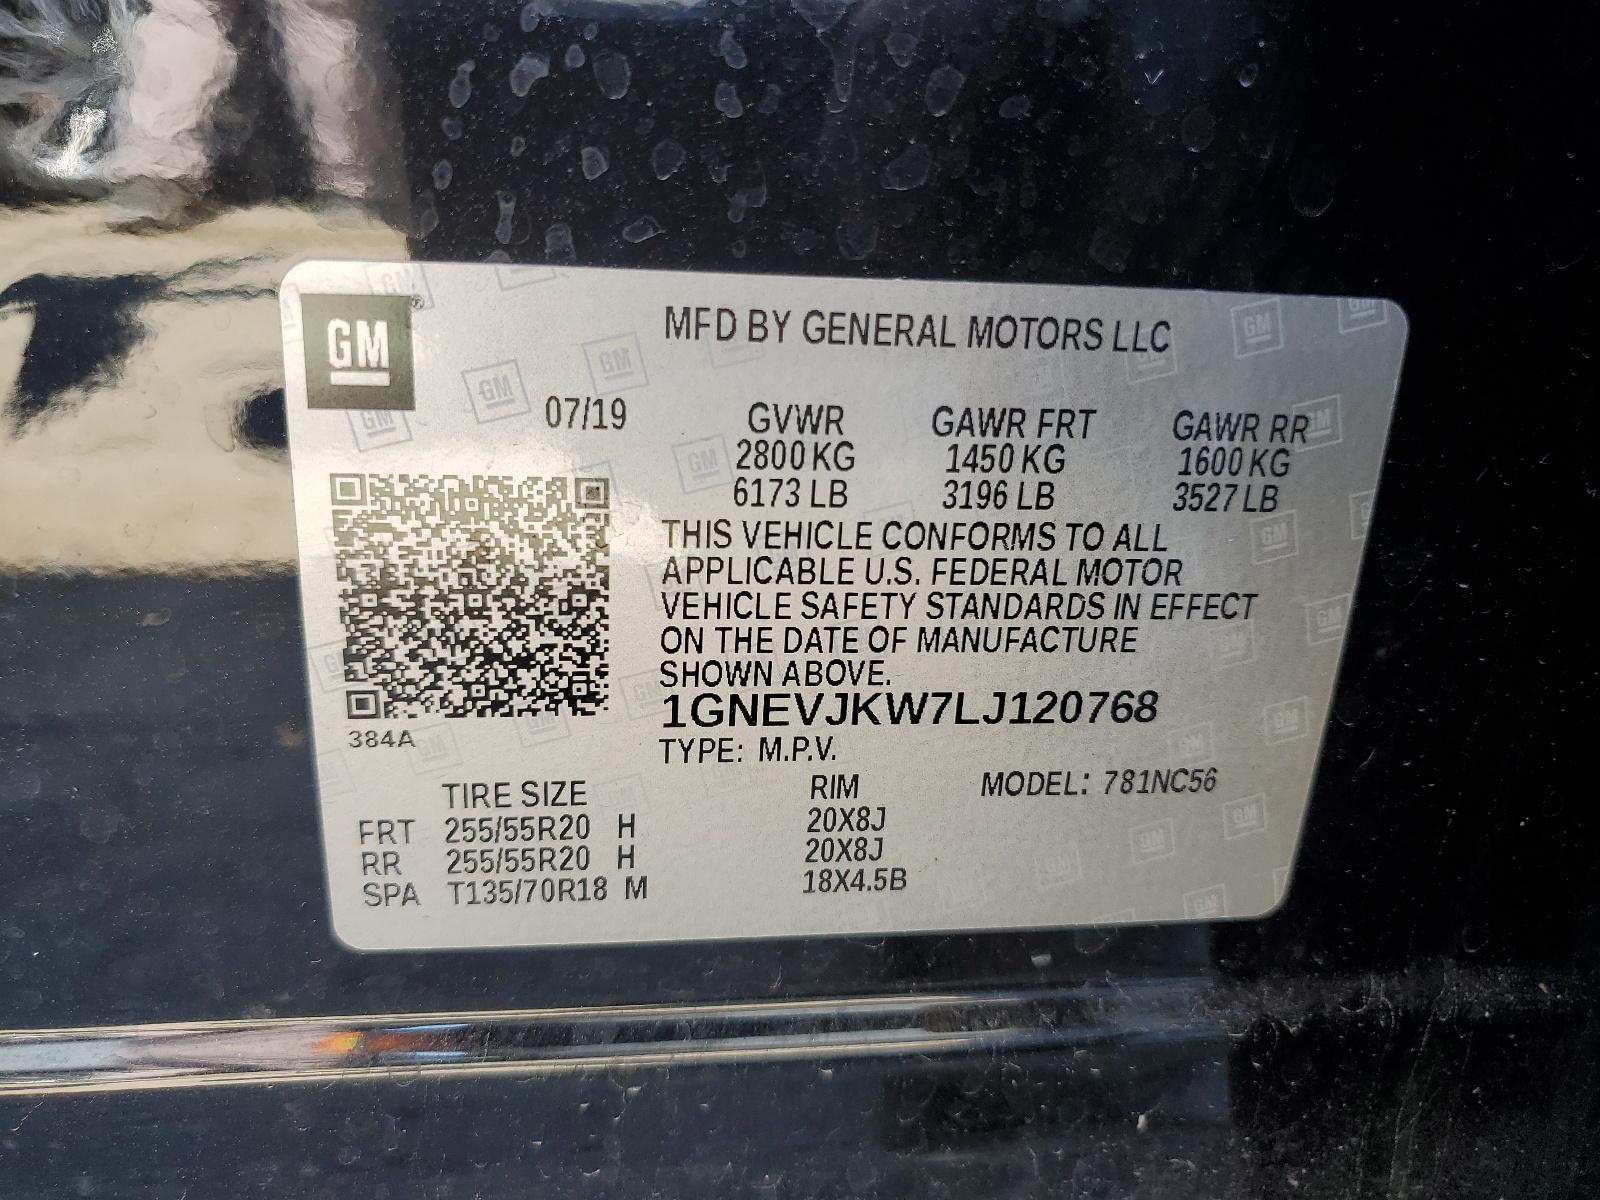 GM
MFD BY GENERAL MOTORS LLC
07/19
GVWR GAWR FRT GAWR RR
2800 KG 1450 KG 1600 KG
6173 LB 3196 LB 3527 LB
THIS VEHICLE CONFORMS TO ALL
APPLICABLE U.S. FEDERAL MOTOR
VEHICLE SAFETY STANDARDS IN EFFECT
ON THE DATE OF MANUFACTURE
SHOWN ABOVE.
1GNEVJKW7LJ120768
384A
TYPE: M.P.V.
TIRE SIZE RIM MODEL: 781NC56
FRT 255/55R20 H 20X8J
RR 255/55R20 H 20X8J
SPA T135/70R18 M 18X4.5B